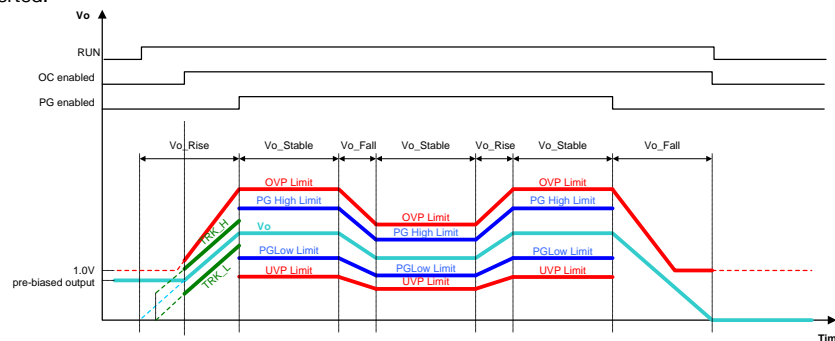 erted.
Vo
RUN
OC enabled
PG enabled
Vo_Rise Vo_Stable Vo_Fall Vo_Stable Vo_Rise Vo_Stable Vo_Fall
OVP Limit OVP Limit
PG High Limit PG High Limit
OVP Limit
TRK_H
Vo
PG High Limit
PGLow Limit PGLow Limit
1.0V
PGLow Limit
TRK_L
UVP Limit UVP Limit
pre-biased output
UVP Limit
Tim